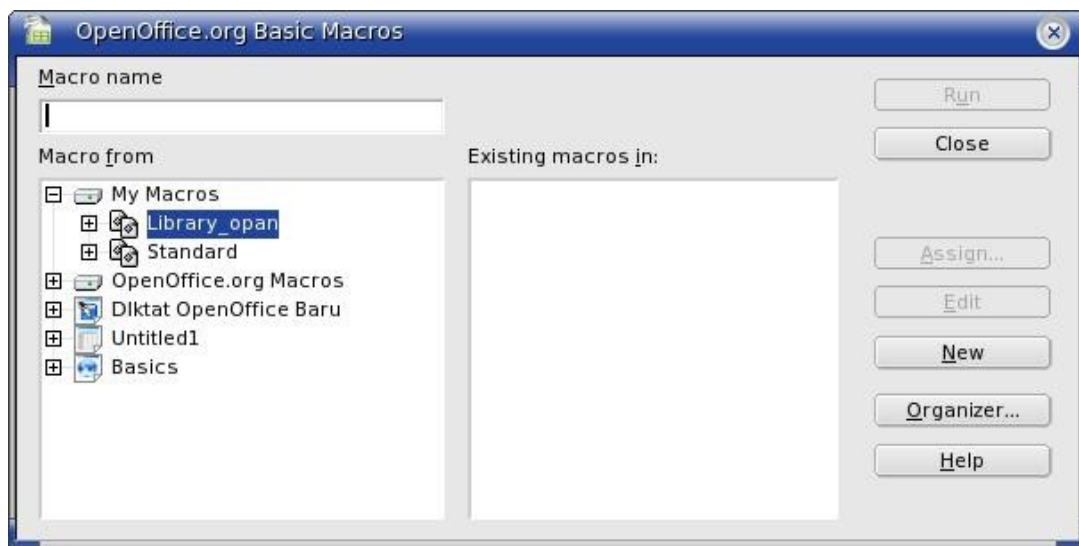 OpenOffice.org Basic Macros
Macro name
Run
Close
Macro from
Existing macros in:
My Macros
Library_opan
Standard
OpenOffice.org Macros
DIktat OpenOffice Baru
Untitled1
Basics
Assign...
Edit
New
Organizer...
Help